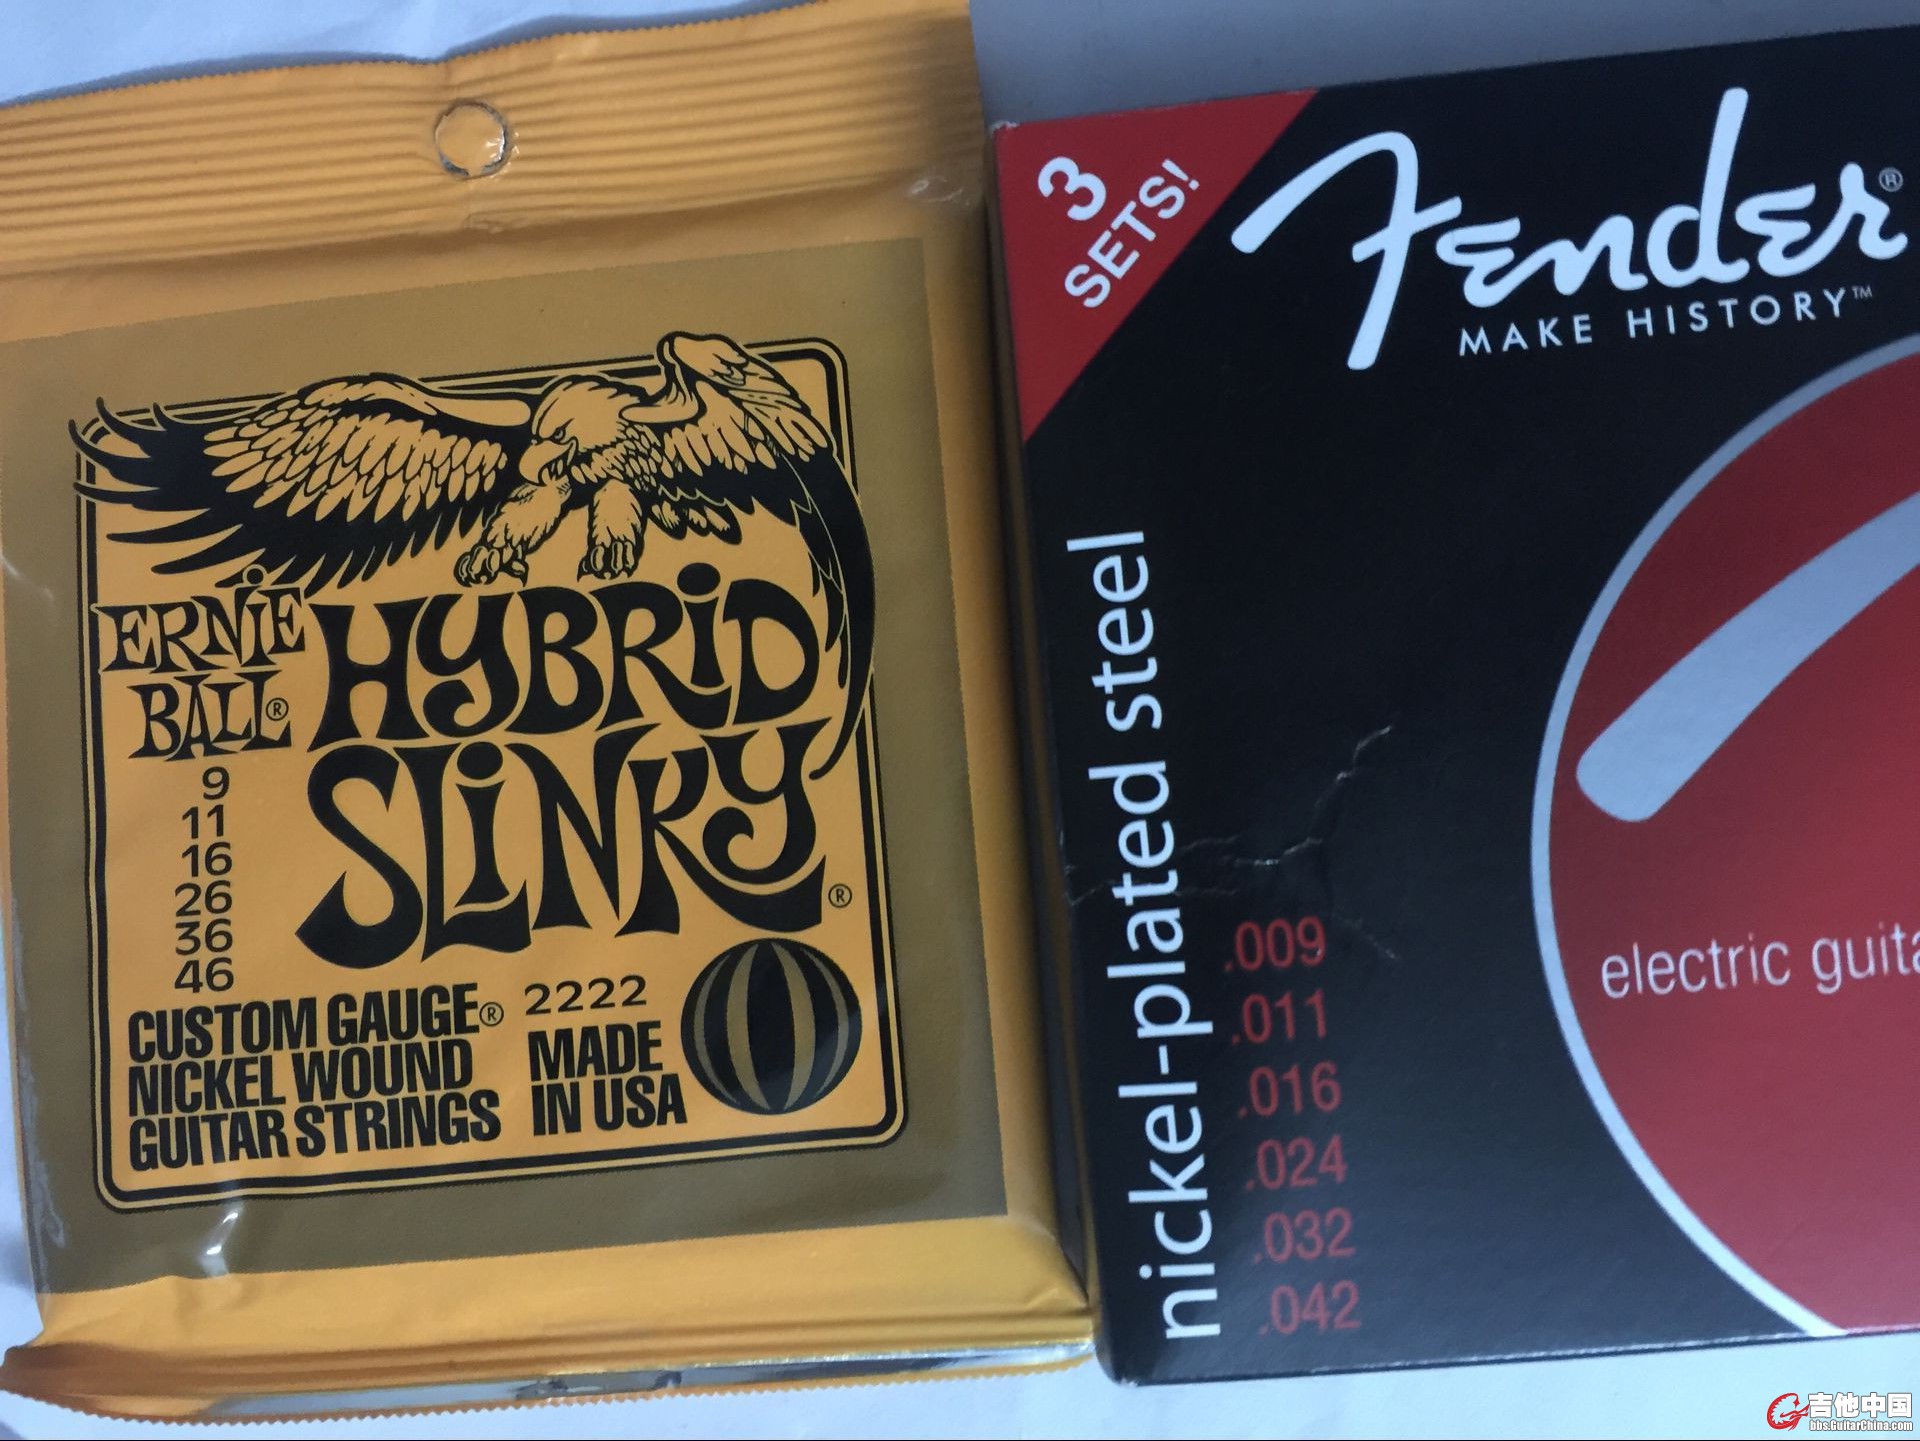 ERNIE
BALL®
HYBRID
SLINKY®
9
11
16
26
36
46
CUSTOM GAUGE®
NICKEL WOUND
GUITAR STRINGS
2222
MADE
IN USA
3
SETS!
Fender®
MAKE HISTORY™
nickel-plated steel
.009
.011
.016
.024
.032
.042
electric guita
吉他中国
bbs.GuitarChina.com